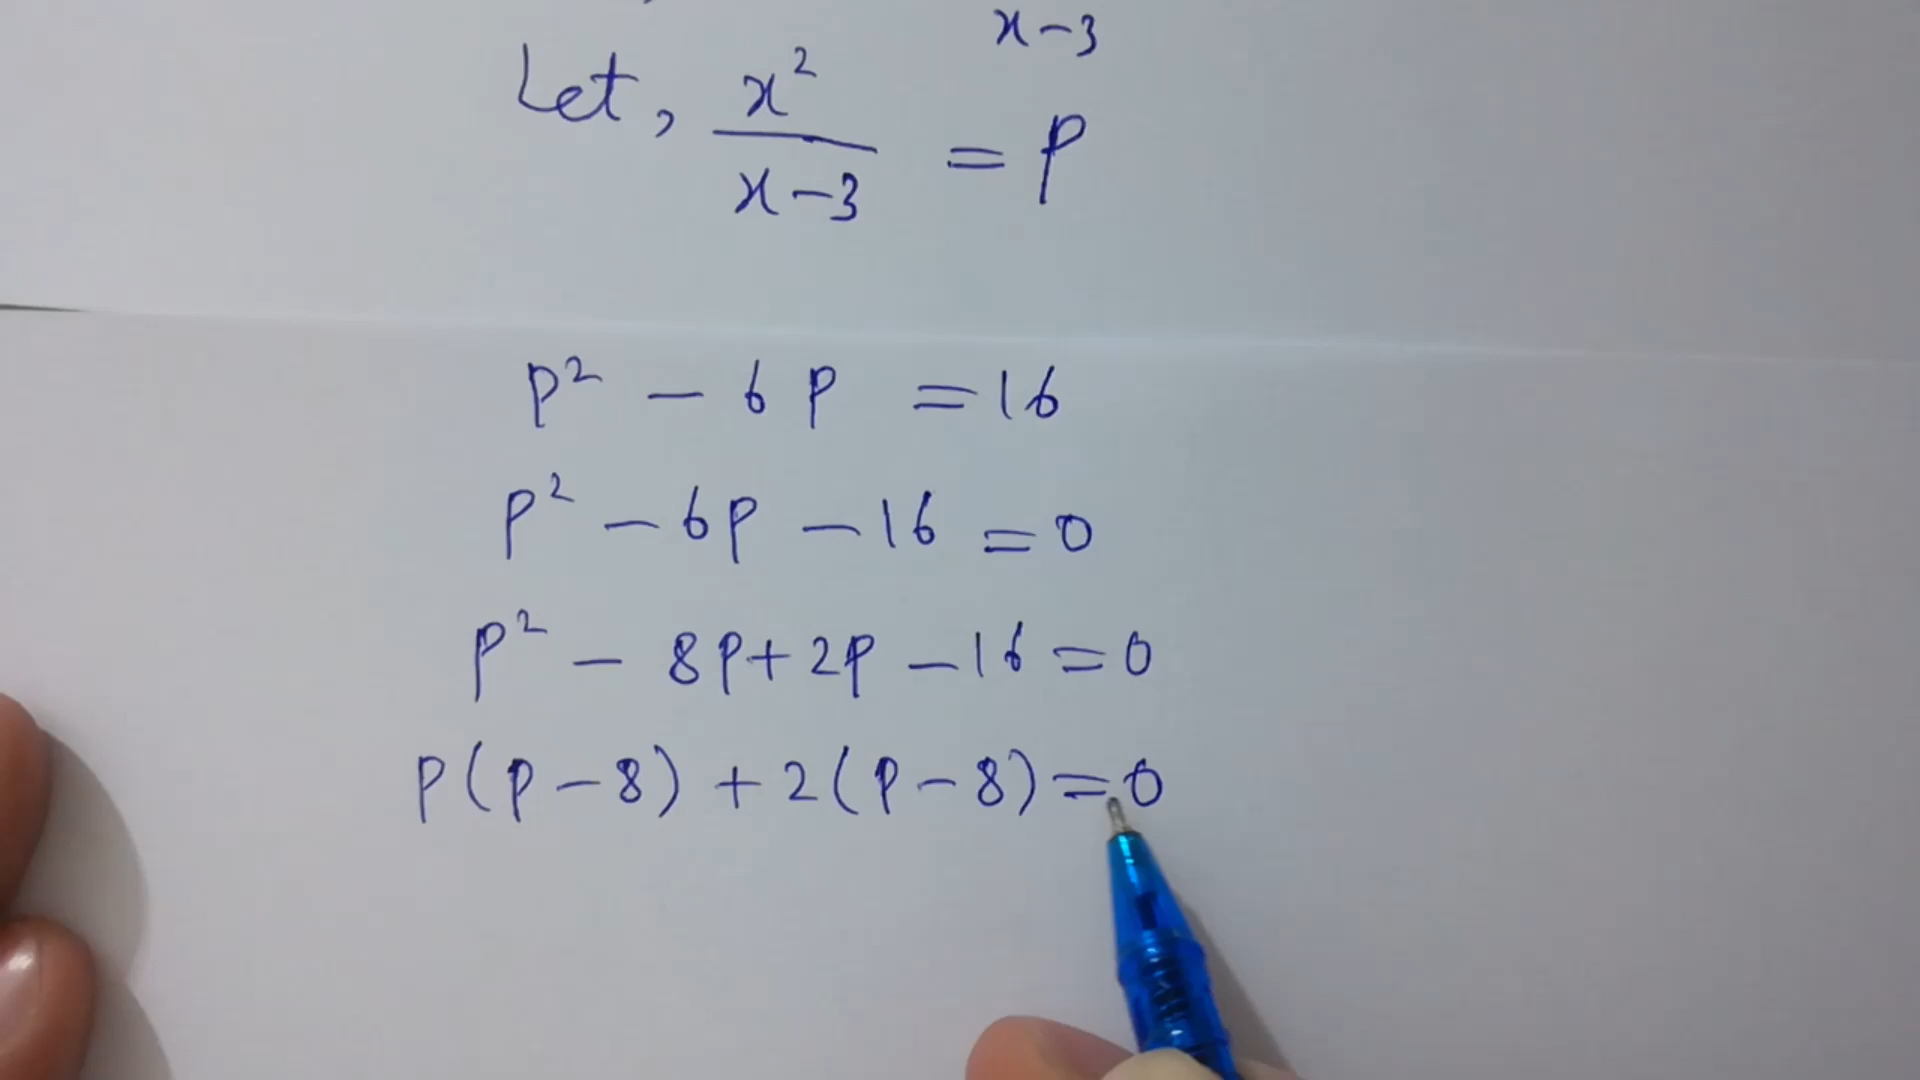 x-3
Let, x²/x-3 = P
P² - 6P = 16
P² - 6P - 16 = 0
P² - 8P + 2P - 16 = 0
P(P-8) + 2(P-8) = 0